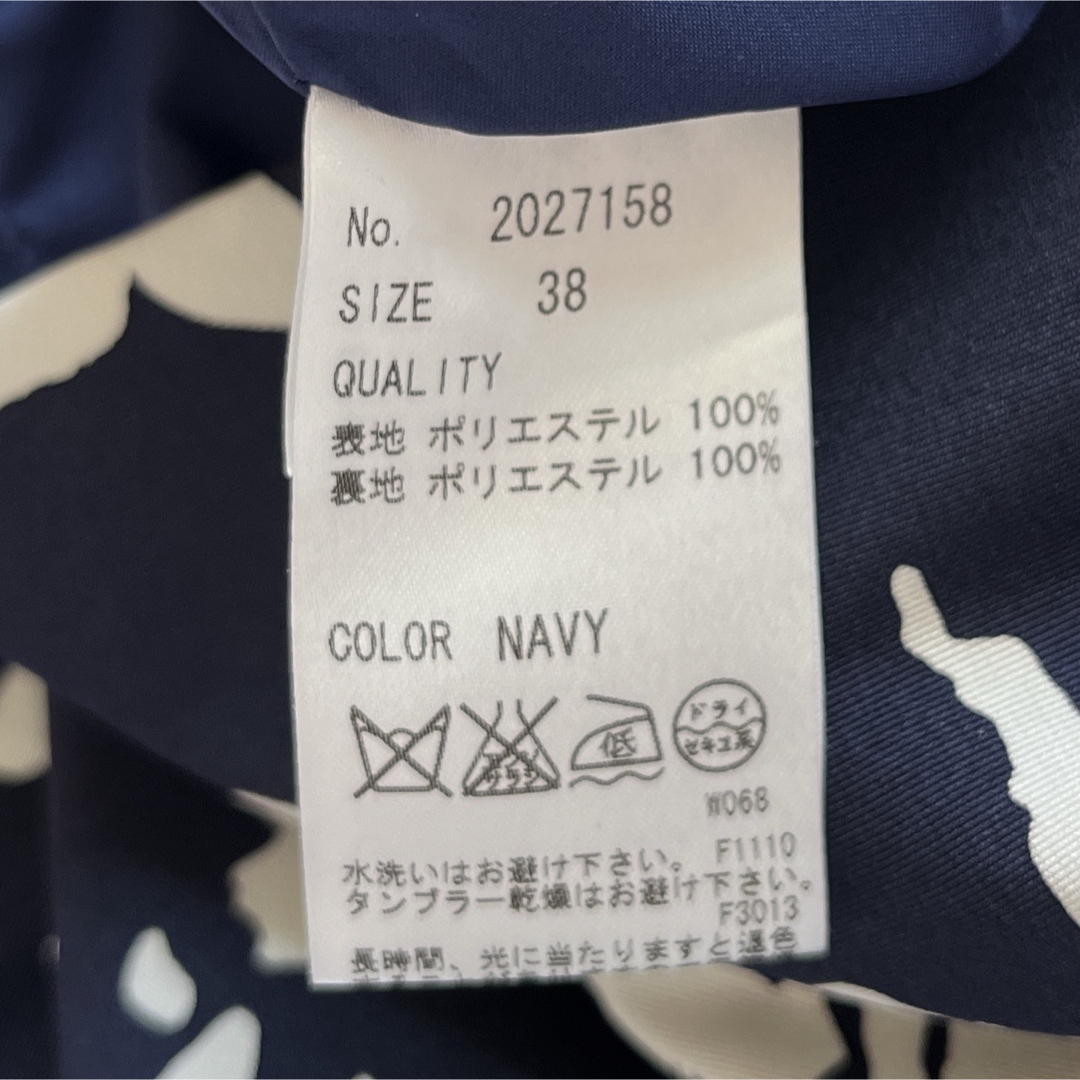 No. 2027158
SIZE 38
QUALITY
表地 ポリエステル 100%
裏地 ポリエステル 100%
COLOR NAVY
低
ドライ
セキユ系
W068
水洗いはお避け下さい。 F1110
タンブラー乾燥はお避け下さい。
F3013
長時間、光に当たりますと退色